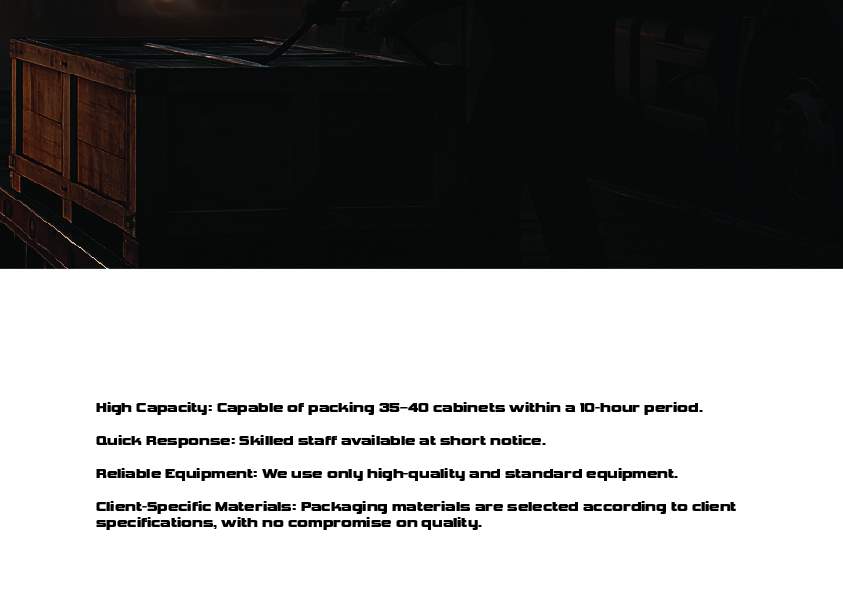 High Capacity: Capable of packing 35–40 cabinets within a 10-hour period.
Quick Response: Skilled staff available at short notice.
Reliable Equipment: We use only high-quality and standard equipment.
Client-Specific Materials: Packaging materials are selected according to client
specifications, with no compromise on quality.